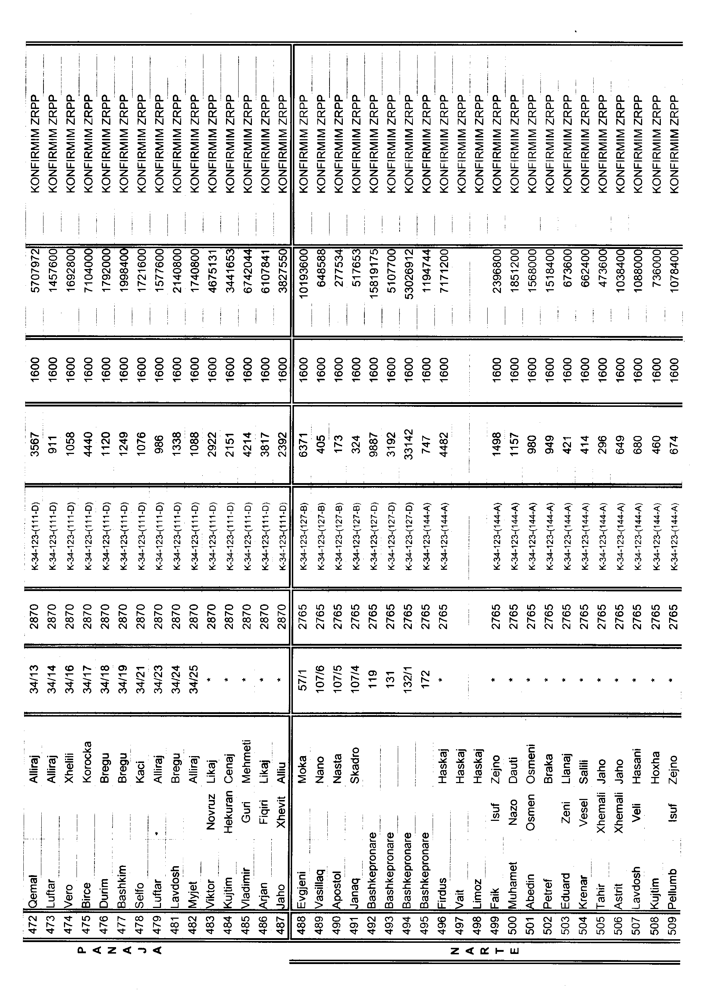 PANAJA
472 Qemal Alliraj 34/13 2870 K-34-123-(111-D) 3567 1600 5707972 KONFIRMIM ZRPP
473 Luftar Alliraj 34/14 2870 K-34-123-(111-D) 911 1600 1457600 KONFIRMIM ZRPP
474 Vero Xhelili 34/16 2870 K-34-123-(111-D) 1058 1600 1692800 KONFIRMIM ZRPP
475 Birce Korocka 34/17 2870 K-34-123-(111-D) 4440 1600 7104000 KONFIRMIM ZRPP
476 Durim Bregu 34/18 2870 K-34-123-(111-D) 1120 1600 1792000 KONFIRMIM ZRPP
477 Bashkim Bregu 34/19 2870 K-34-123-(111-D) 1249 1600 1998400 KONFIRMIM ZRPP
478 Selfo Kaci 34/21 2870 K-34-123-(111-D) 1076 1600 1721600 KONFIRMIM ZRPP
479 Luftar Alliraj 34/23 2870 K-34-123-(111-D) 986 1600 1577600 KONFIRMIM ZRPP
481 Lavdosh Bregu 34/24 2870 K-34-123-(111-D) 1338 1600 2140800 KONFIRMIM ZRPP
482 Myjet Alliraj 34/25 2870 K-34-123-(111-D) 1088 1600 1740800 KONFIRMIM ZRPP
483 Viktor Novruz Likaj * 2870 K-34-123-(111-D) 2922 1600 4675131 KONFIRMIM ZRPP
484 Kujtim Hekuran Cenaj * 2870 K-34-123-(111-D) 2151 1600 3441653 KONFIRMIM ZRPP
485 Vladimir Guri Mehmeti * 2870 K-34-123-(111-D) 4214 1600 6742044 KONFIRMIM ZRPP
486 Arjan Fiqiri Likaj * 2870 K-34-123-(111-D) 3817 1600 6107841 KONFIRMIM ZRPP
487 Jaho Xhevit Alliu * 2870 K-34-123-(111-D) 2392 1600 3827550 KONFIRMIM ZRPP
NARTE
488 Evgjeni Moka 57/1 2765 K-34-123-(127-B) 6371 1600 10193600 KONFIRMIM ZRPP
489 Vasillaq Nano 107/6 2765 K-34-123-(127-B) 405 1600 648588 KONFIRMIM ZRPP
490 Apostol Nasta 107/5 2765 K-34-123-(127-B) 173 1600 277534 KONFIRMIM ZRPP
491 Janaq Skadro 107/4 2765 K-34-123-(127-B) 324 1600 517653 KONFIRMIM ZRPP
492 Bashkepronare 119 2765 K-34-123-(127-D) 9887 1600 15819175 KONFIRMIM ZRPP
493 Bashkepronare 131 2765 K-34-123-(127-D) 3192 1600 5107700 KONFIRMIM ZRPP
494 Bashkepronare 132/1 2765 K-34-123-(127-D) 33142 1600 53026912 KONFIRMIM ZRPP
495 Bashkepronare 172 2765 K-34-123-(144-A) 747 1600 1194744 KONFIRMIM ZRPP
496 Firdus Haskaj * 2765 K-34-123-(144-A) 4482 1600 7171200 KONFIRMIM ZRPP
497 Vait Haskaj KONFIRMIM ZRPP
498 Limoz Haskaj KONFIRMIM ZRPP
499 Faik Isuf Zejno * 2765 K-34-123-(144-A) 1498 1600 2396800 KONFIRMIM ZRPP
500 Muhamet Nazo Dauti * 2765 K-34-123-(144-A) 1157 1600 1851200 KONFIRMIM ZRPP
501 Abedin Osmen Osmeni * 2765 K-34-123-(144-A) 980 1600 1568000 KONFIRMIM ZRPP
502 Petref Braka * 2765 K-34-123-(144-A) 949 1600 1518400 KONFIRMIM ZRPP
503 Eduard Zeni Llanaj * 2765 K-34-123-(144-A) 421 1600 673600 KONFIRMIM ZRPP
504 Krenar Vesel Salili * 2765 K-34-123-(144-A) 414 1600 662400 KONFIRMIM ZRPP
505 Tahir Xhemali Jaho * 2765 K-34-123-(144-A) 296 1600 473600 KONFIRMIM ZRPP
506 Astrit Xhemali Jaho * 2765 K-34-123-(144-A) 649 1600 1038400 KONFIRMIM ZRPP
507 Lavdosh Veli Hasani * 2765 K-34-123-(144-A) 680 1600 1088000 KONFIRMIM ZRPP
508 Kujtim Hoxha * 2765 K-34-123-(144-A) 460 1600 736000 KONFIRMIM ZRPP
509 Pellumb Isuf Zejno * 2765 K-34-123-(144-A) 674 1600 1078400 KONFIRMIM ZRPP